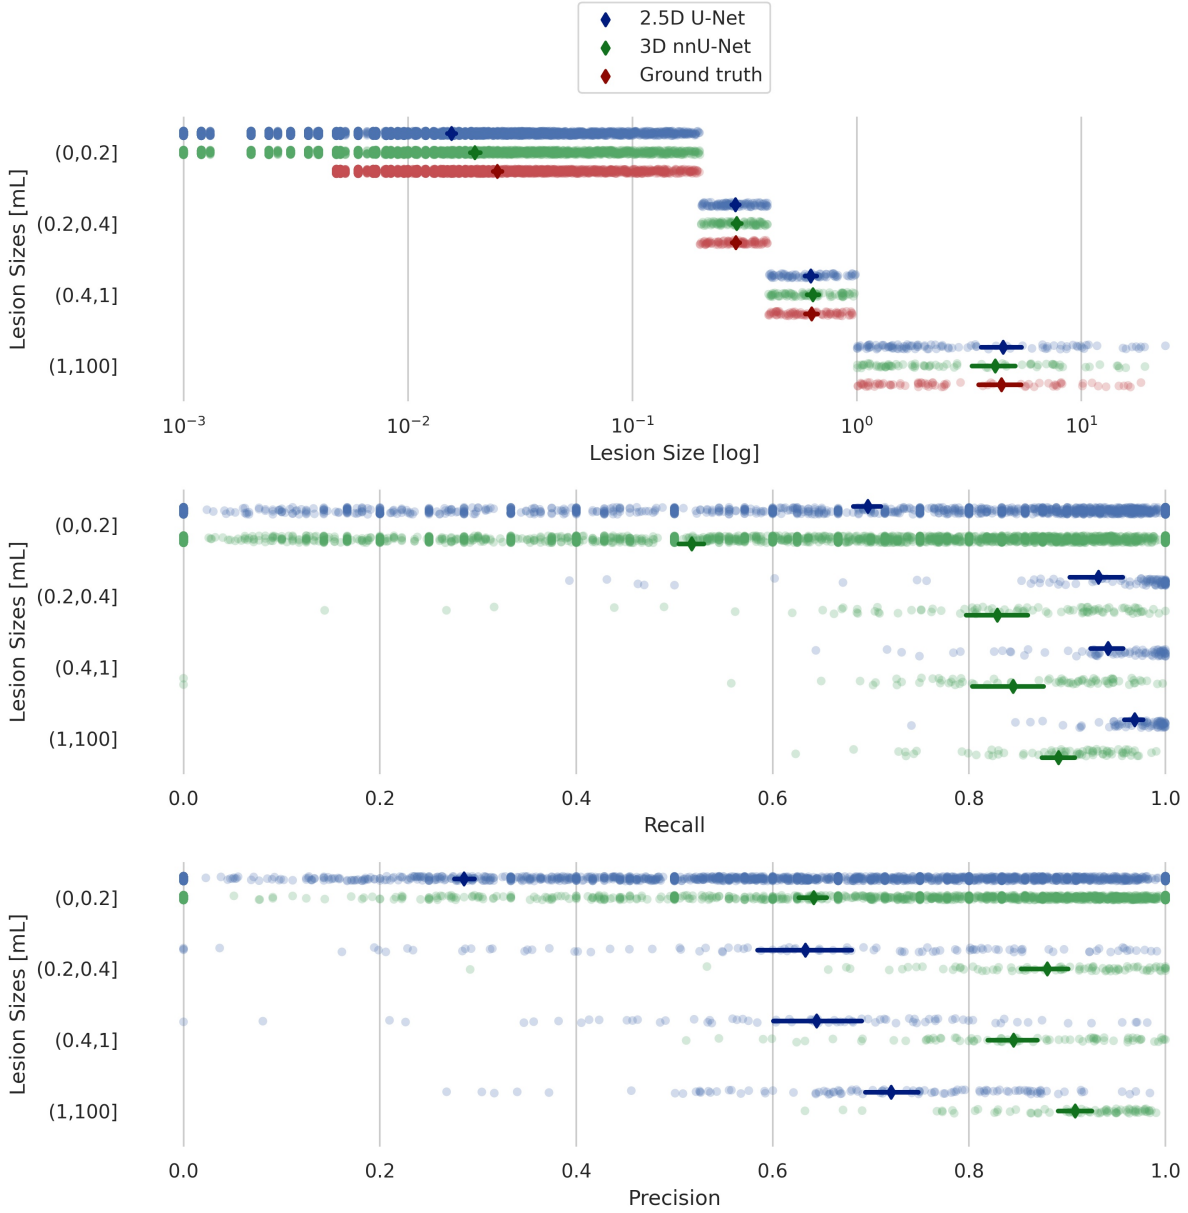 2.5D U-Net
3D nnU-Net
Ground truth
Lesion Sizes [mL]
(0,0.2]
(0.2,0.4]
(0.4,1]
(1,100]
10⁻³ 10⁻² 10⁻¹ 10⁰ 10¹
Lesion Size [log]
Lesion Sizes [mL]
(0,0.2]
(0.2,0.4]
(0.4,1]
(1,100]
0.0 0.2 0.4 0.6 0.8 1.0
Recall
Lesion Sizes [mL]
(0,0.2]
(0.2,0.4]
(0.4,1]
(1,100]
0.0 0.2 0.4 0.6 0.8 1.0
Precision